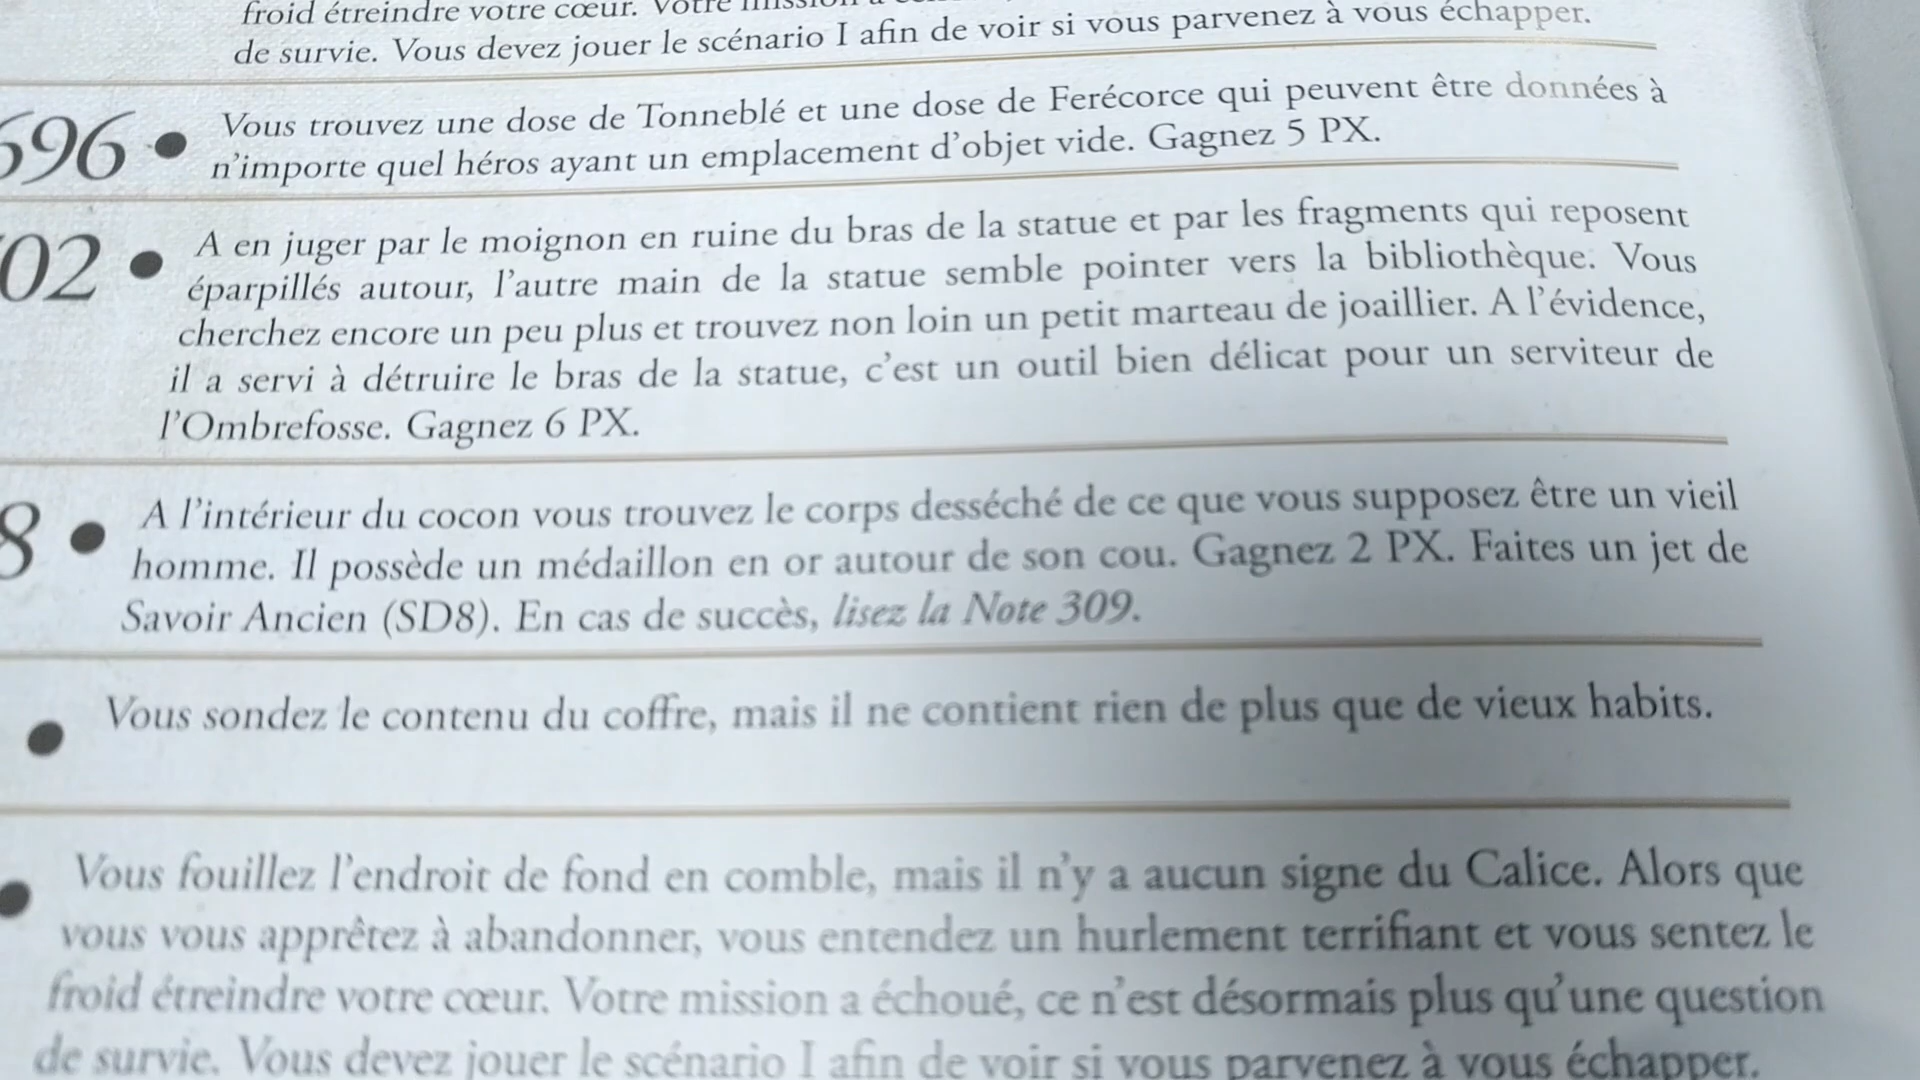 froid étreindre votre cœur. Votre
de survie. Vous devez jouer le scénario I afin de voir si vous parvenez à vous échapper.
696 • Vous trouvez une dose de Tonneblé et une dose de Ferécorce qui peuvent être données à
n'importe quel héros ayant un emplacement d'objet vide. Gagnez 5 PX.
02 • A en juger par le moignon en ruine du bras de la statue et par les fragments qui reposent
éparpillés autour, l'autre main de la statue semble pointer vers la bibliothèque. Vous
cherchez encore un peu plus et trouvez non loin un petit marteau de joaillier. A l'évidence,
il a servi à détruire le bras de la statue, c'est un outil bien délicat pour un serviteur de
l'Ombrefosse. Gagnez 6 PX.
8 • A l'intérieur du cocon vous trouvez le corps desséché de ce que vous supposez être un vieil
homme. Il possède un médaillon en or autour de son cou. Gagnez 2 PX. Faites un jet de
Savoir Ancien (SD8). En cas de succès, lisez la Note 309.
• Vous sondez le contenu du coffre, mais il ne contient rien de plus que de vieux habits.
• Vous fouillez l'endroit de fond en comble, mais il n'y a aucun signe du Calice. Alors que
vous vous apprêtez à abandonner, vous entendez un hurlement terrifiant et vous sentez le
froid étreindre votre cœur. Votre mission a échoué, ce n'est désormais plus qu'une question
de survie. Vous devez jouer le scénario I afin de voir si vous parvenez à vous échapper.